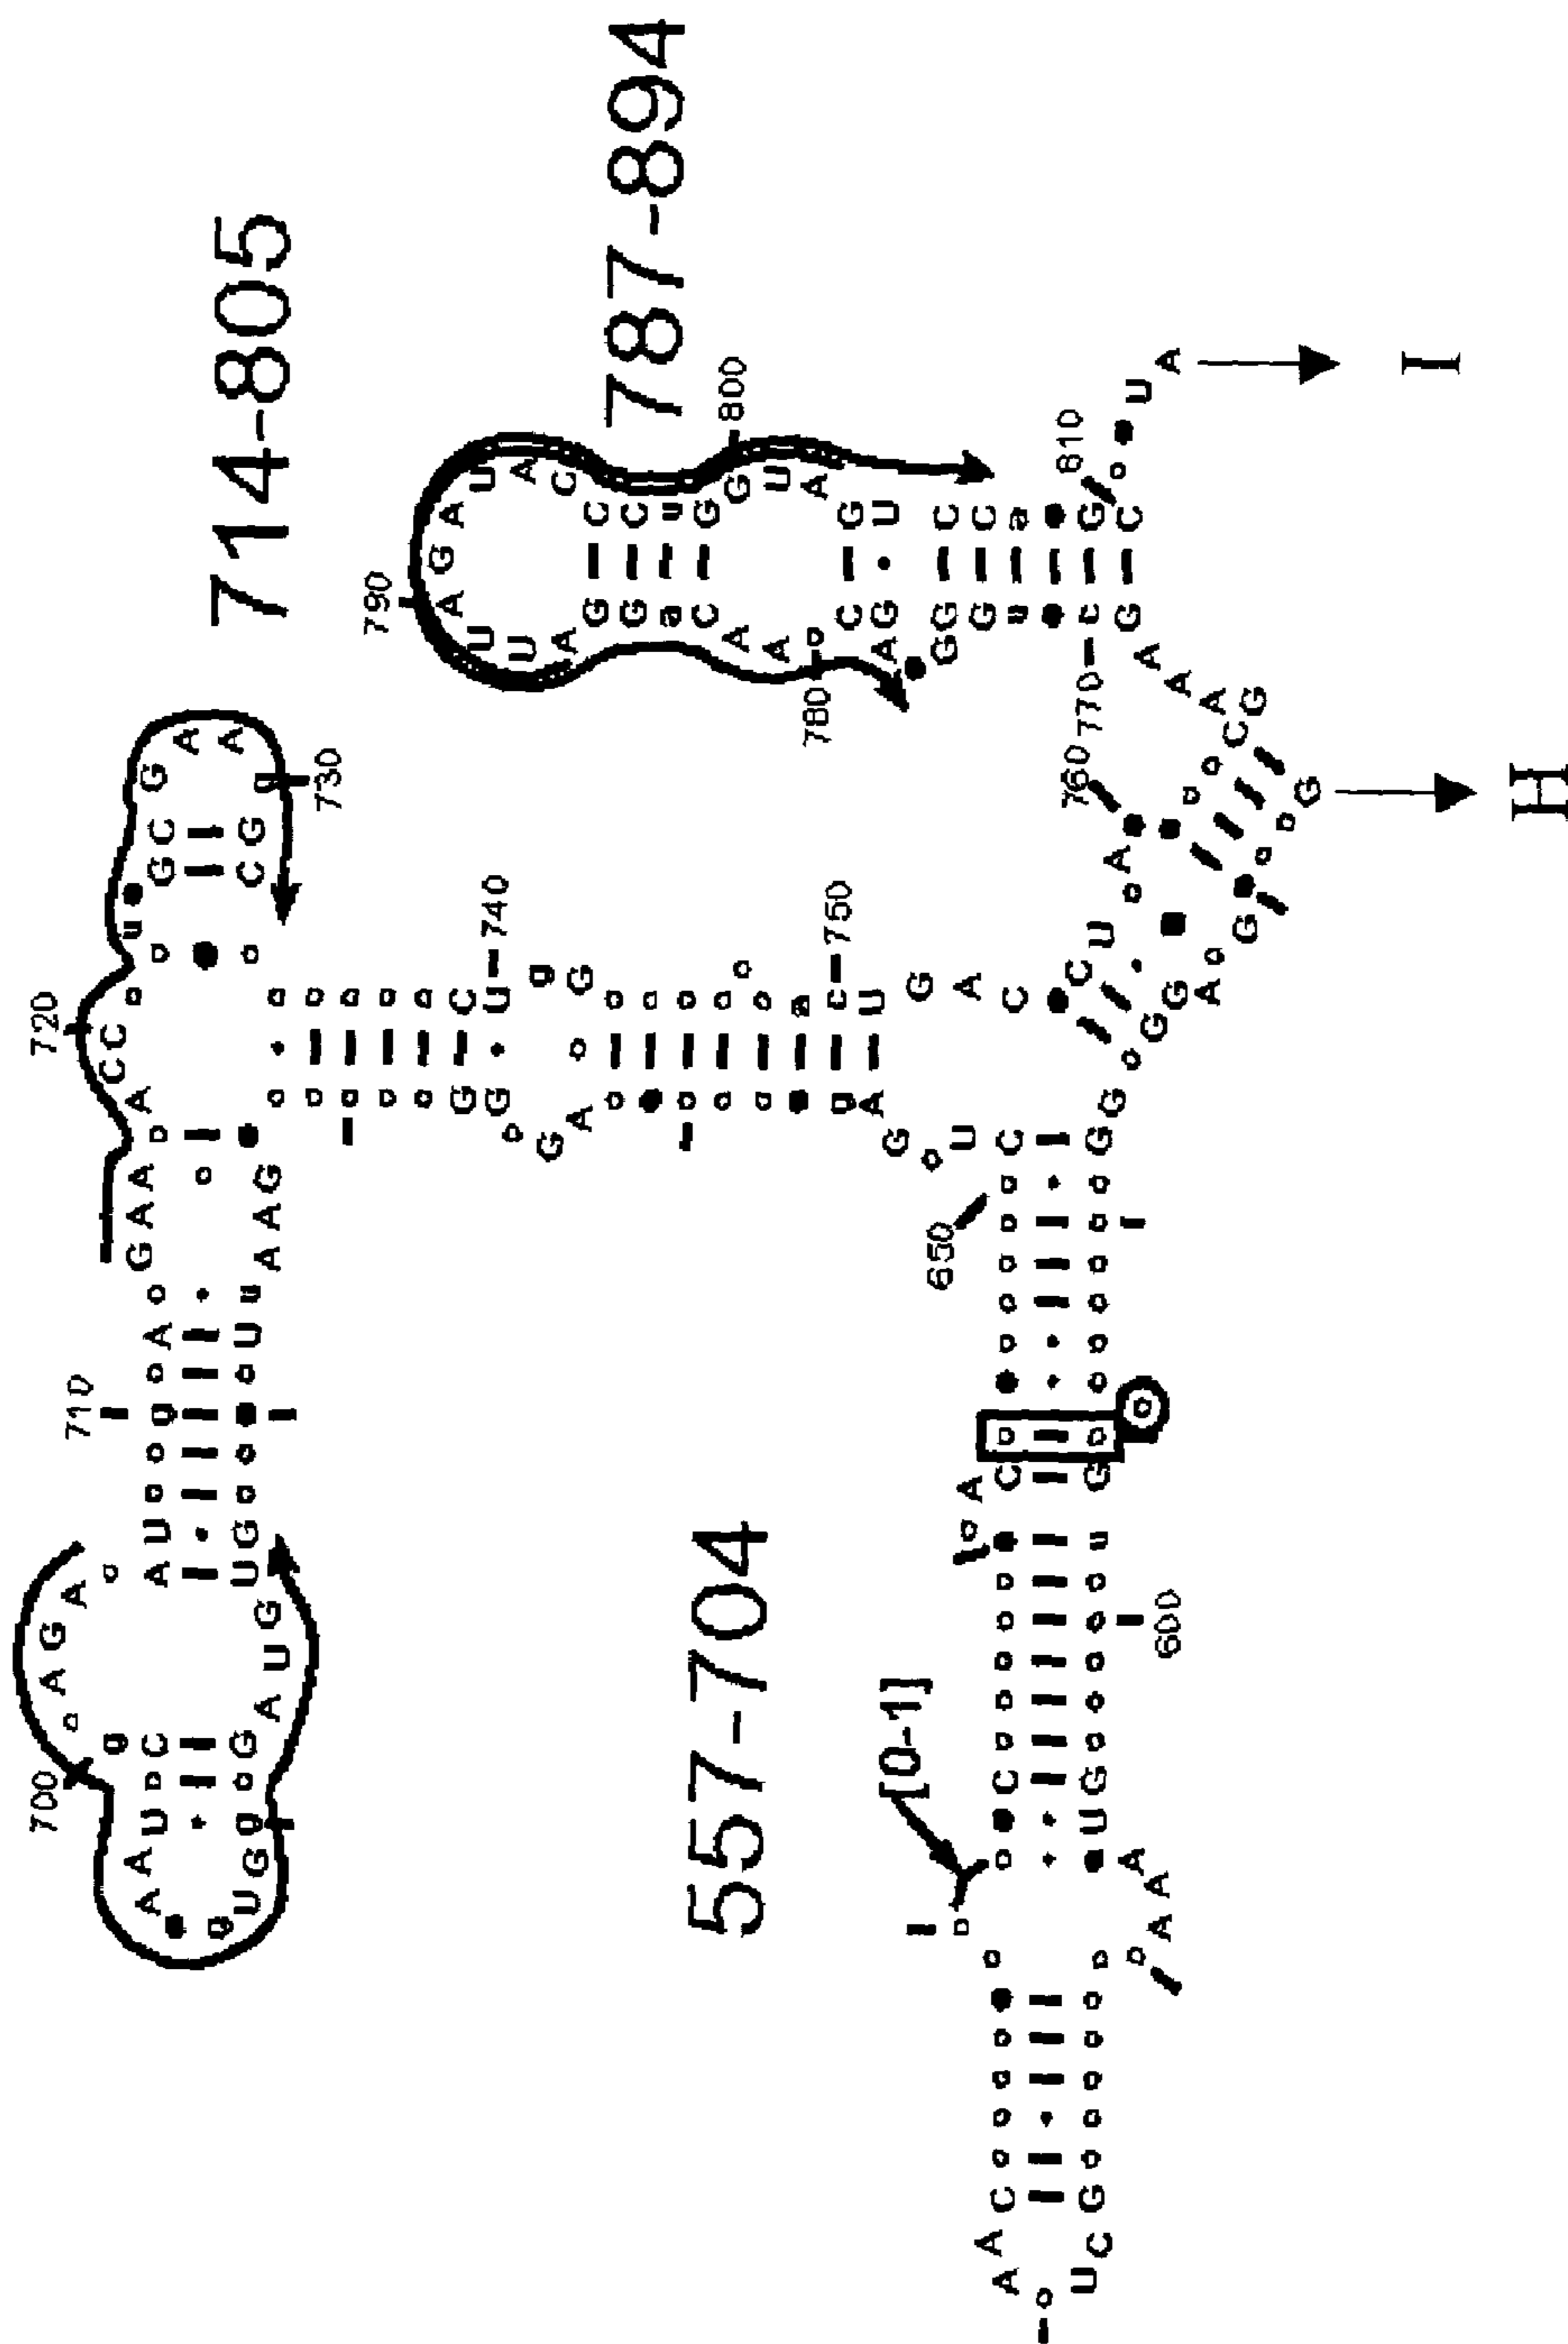 714-805
787-894
557-704
700
710
720
730
740
750
760
770
780
790
800
810
650
600
[0-1]
H
I
A G A
A A U C
g U G g G
A U G U G
A U
g A
G A A
A C C
u G C G A A
g G C
U u A A G
C U g G
G G G A
a c U G A C
g A G U C
C U A
G G G A G
G C A A A G c
u G G G A G C
A A C a G G
A U U A G A U A C
C C u G G U A
G U C C a G C
U A
A C
G u
C
G U A A A
A A C
U C G